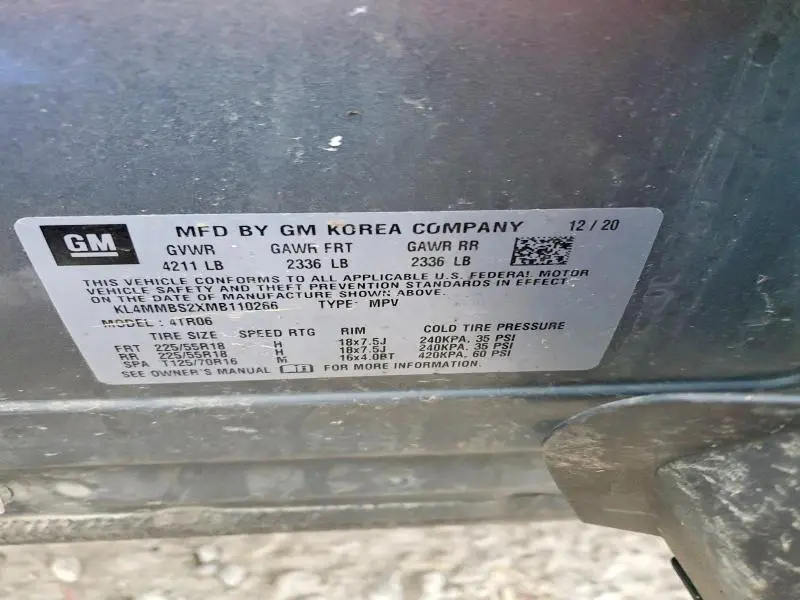 GM MFD BY GM KOREA COMPANY 12/20
GVWR GAWR FRT GAWR RR
4211 LB 2336 LB 2336 LB
THIS VEHICLE CONFORMS TO ALL APPLICABLE U.S. FEDERAL MOTOR
VEHICLE SAFETY AND THEFT PREVENTION STANDARDS IN EFFECT
ON THE DATE OF MANUFACTURE SHOWN ABOVE.
KL4MMBS2XMB110266 TYPE: MPV
MODEL: 4TR06
TIRE SIZE SPEED RTG RIM COLD TIRE PRESSURE
FRT 225/55R18 H 18x7.5J 240KPA, 35 PSI
RR 225/55R18 H 18x7.5J 240KPA, 35 PSI
SPA T125/70R16 M 16x4.0BT 420KPA, 60 PSI
SEE OWNER'S MANUAL FOR MORE INFORMATION.